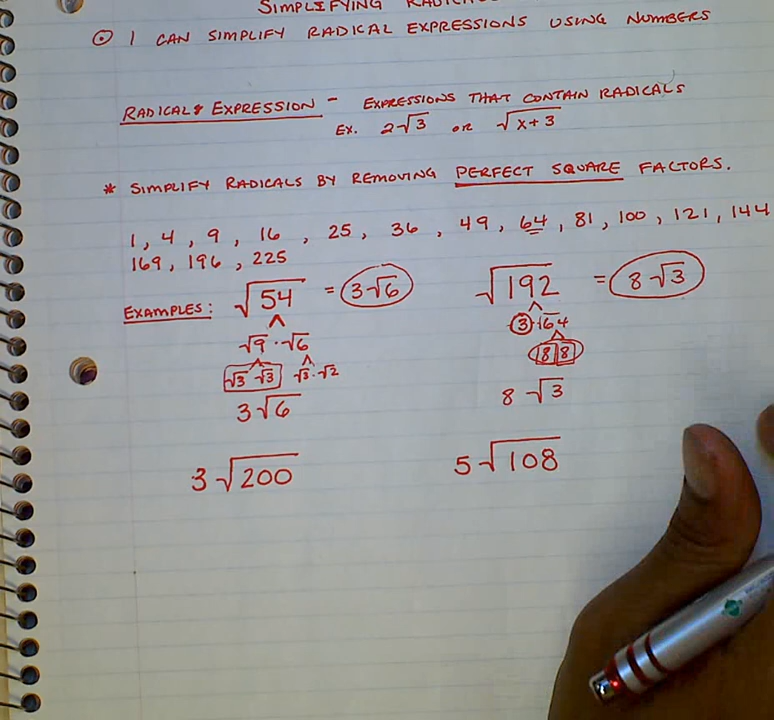 SIMPLIFYING
⊙ I CAN SIMPLIFY RADICAL EXPRESSIONS USING NUMBERS
RADICAL EXPRESSION - EXPRESSIONS THAT CONTAIN RADICALS
EX. 2√3 OR √x+3
* SIMPLIFY RADICALS BY REMOVING PERFECT SQUARE FACTORS.
1, 4, 9, 16, 25, 36, 49, 64, 81, 100, 121, 144
169, 196, 225
EXAMPLES: √54 = 3√6 √192 = 8√3
√9 · √6 3 · √64
√3 √3 √3 · √2 8 8
3√6 8√3
3√200 5√108